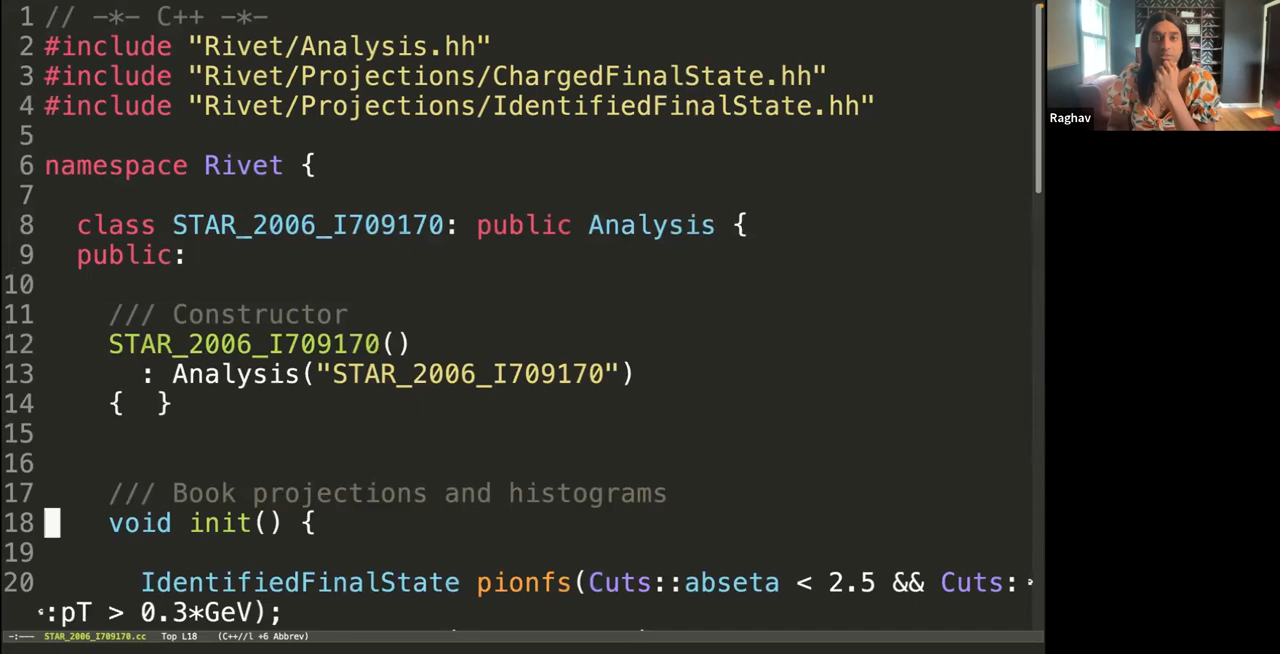 1 // -*- C++ -*-
2 #include "Rivet/Analysis.hh"
3 #include "Rivet/Projections/ChargedFinalState.hh"
4 #include "Rivet/Projections/IdentifiedFinalState.hh"
5
6 namespace Rivet {
7
8 class STAR_2006_I709170: public Analysis {
9 public:
10
11 /// Constructor
12 STAR_2006_I709170()
13 : Analysis("STAR_2006_I709170")
14 { }
15
16
17 /// Book projections and histograms
18 void init() {
19
20 IdentifiedFinalState pionfs(Cuts::abseta < 2.5 && Cuts:
:pT > 0.3*GeV);
-:--- STAR_2006_I709170.cc Top L18 (C++//l +6 Abbrev)
Raghav